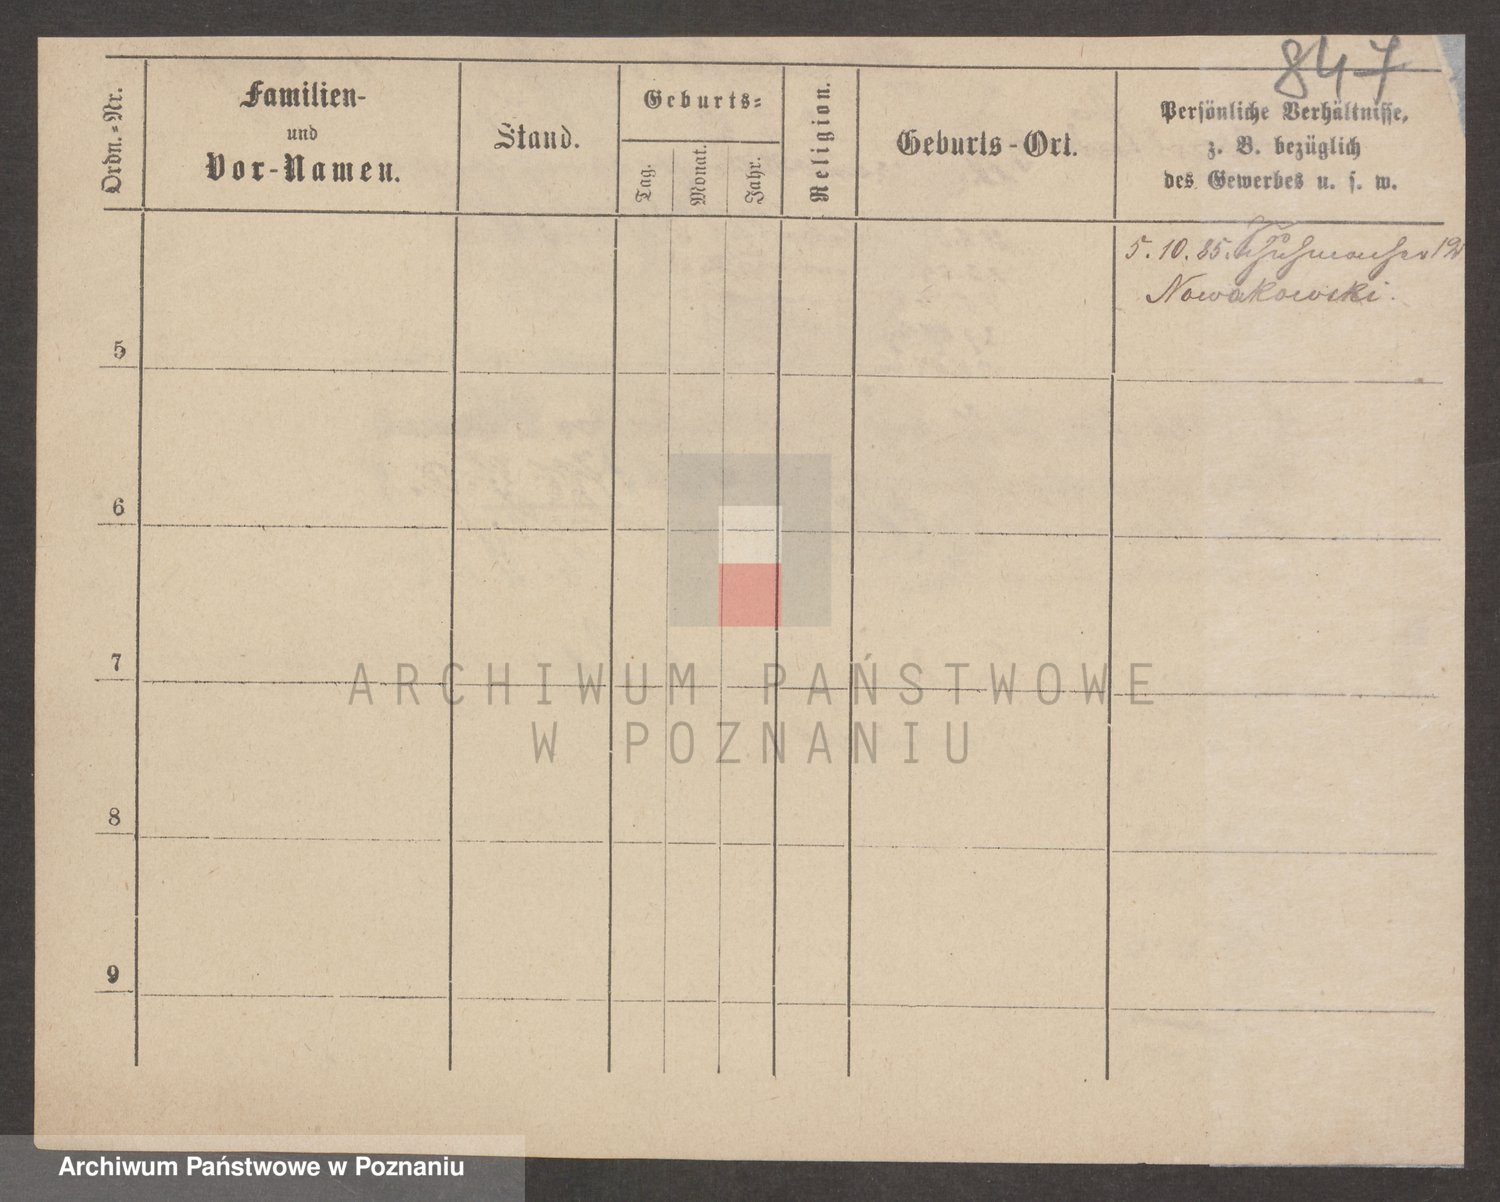 847
Ordn.-Nr.
Familien-
und
Vor-Namen.
Stand.
Geburts-
Tag.
Monat.
Jahr.
Religion.
Geburts-Ort.
Persönliche Verhältnisse,
z. B. bezüglich
des Gewerbes u. s. w.
5. 10. 85. 12
Nowakowski.
5
6
7
8
9
ARCHIWUM PAŃSTWOWE
W POZNANIU
Archiwum Państwowe w Poznaniu